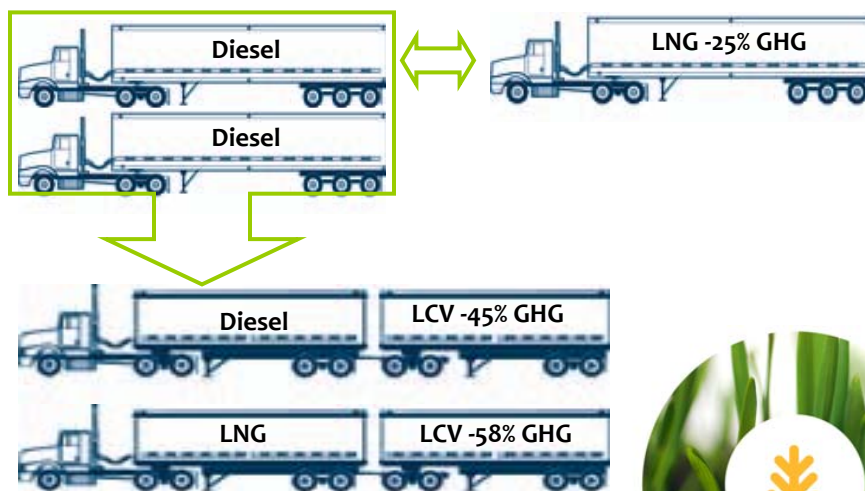 Diesel
LNG -25% GHG
Diesel
Diesel
LCV -45% GHG
LNG
LCV -58% GHG